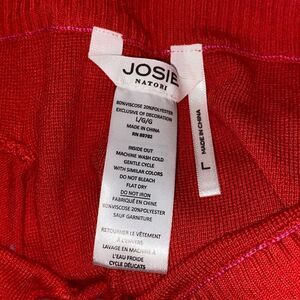 JOSIE
NATORI
80%VISCOSE 20%POLYESTER
EXCLUSIVE OF DECORATIONS
L/G/G
MADE IN CHINA
RN 89792
INSIDE OUT
MACHINE WASH COLD
GENTLE CYCLE
WITH SIMILAR COLORS
DO NOT BLEACH
FLAT DRY
DO NOT IRON
FABRIQUÉ EN CHINE
80%VISCOSE 20%POLYESTER
SAUF GARNITURE
RETOURNER LE VÊTEMENT
À L'ENVERS
LAVAGE EN MACHINE À
L'EAU FROIDE
CYCLE DÉLICATS
MADE IN CHINA
L